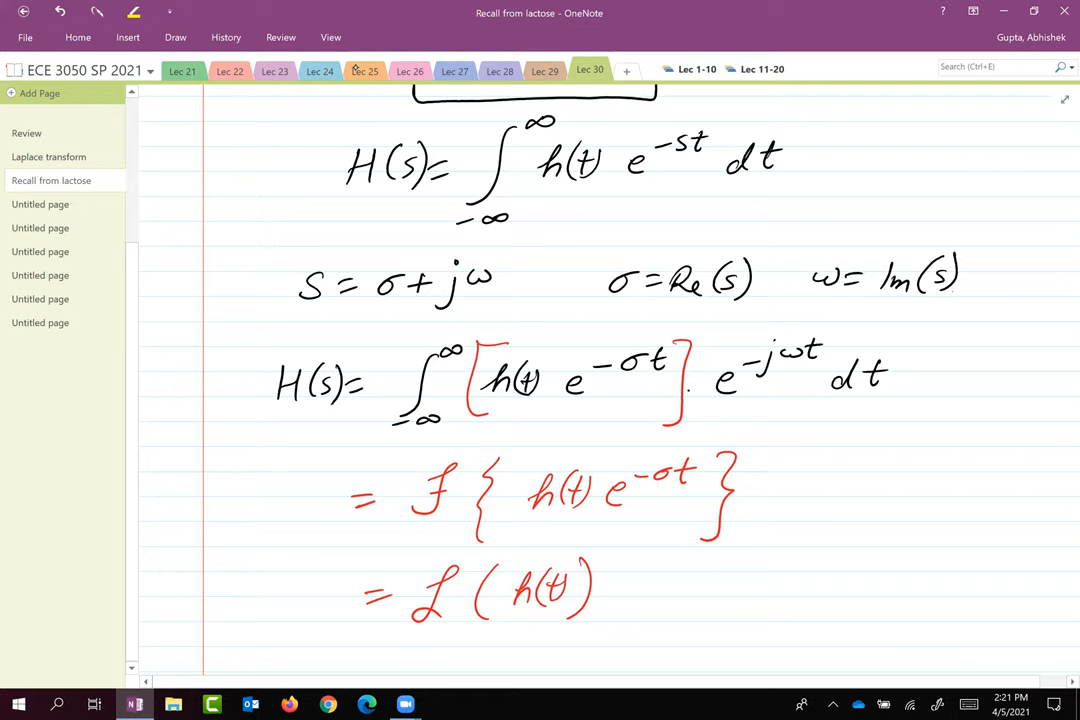 Recall from lactose - OneNote
?
Gupta, Abhishek
File Home Insert Draw History Review View
ECE 3050 SP 2021
Lec 21 Lec 22 Lec 23 Lec 24 Lec 25 Lec 26 Lec 27 Lec 28 Lec 29 Lec 30 +
Lec 1-10 Lec 11-20
Search (Ctrl+E)
Add Page
Review
Laplace transform
Recall from lactose
Untitled page
Untitled page
Untitled page
Untitled page
Untitled page
Untitled page
H(s)= ∫_{-∞}^{∞} h(t) e^{-st} dt
s = σ + jω σ = Re(s) ω = Im(s).
H(s)= ∫_{-∞}^{∞} [h(t) e^{-σt}] . e^{-jωt} dt
= ℱ { h(t) e^{-σt} }
= ℒ ( h(t) )
2:21 PM
4/5/2021